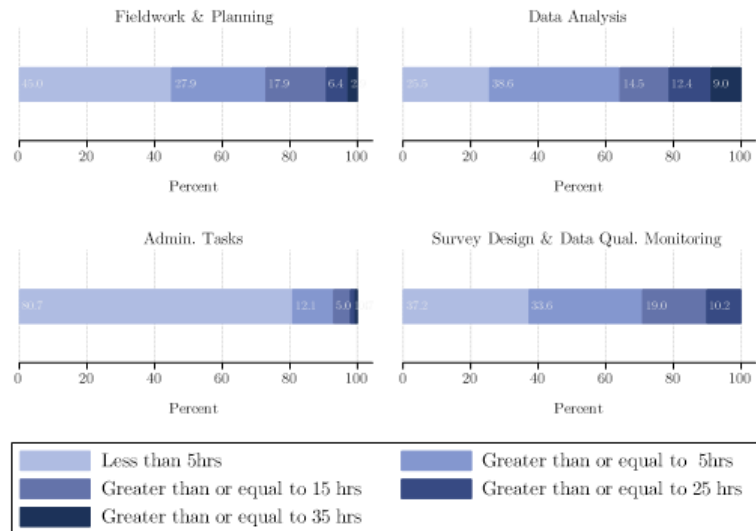 Fieldwork & Planning
45.0 27.9 17.9 6.4
0 20 40 60 80 100
Percent
Data Analysis
25.5 38.6 14.5 12.4 9.0
0 20 40 60 80 100
Percent
Admin. Tasks
80.7 12.1 5.0
0 20 40 60 80 100
Percent
Survey Design & Data Qual. Monitoring
37.2 33.6 19.0 10.2
0 20 40 60 80 100
Percent
Less than 5hrs
Greater than or equal to 5hrs
Greater than or equal to 15 hrs
Greater than or equal to 25 hrs
Greater than or equal to 35 hrs